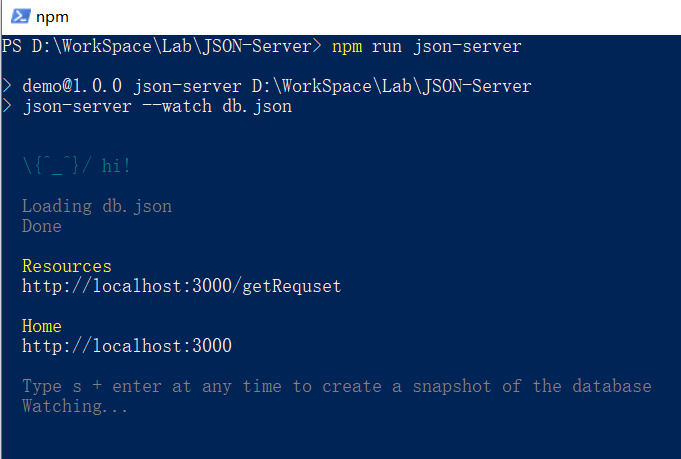 npm
PS D:\WorkSpace\Lab\JSON-Server> npm run json-server
> demo@1.0.0 json-server D:\WorkSpace\Lab\JSON-Server
> json-server --watch db.json
\{^_^}/ hi!
Loading db.json
Done
Resources
http://localhost:3000/getRequset
Home
http://localhost:3000
Type s + enter at any time to create a snapshot of the database
Watching...